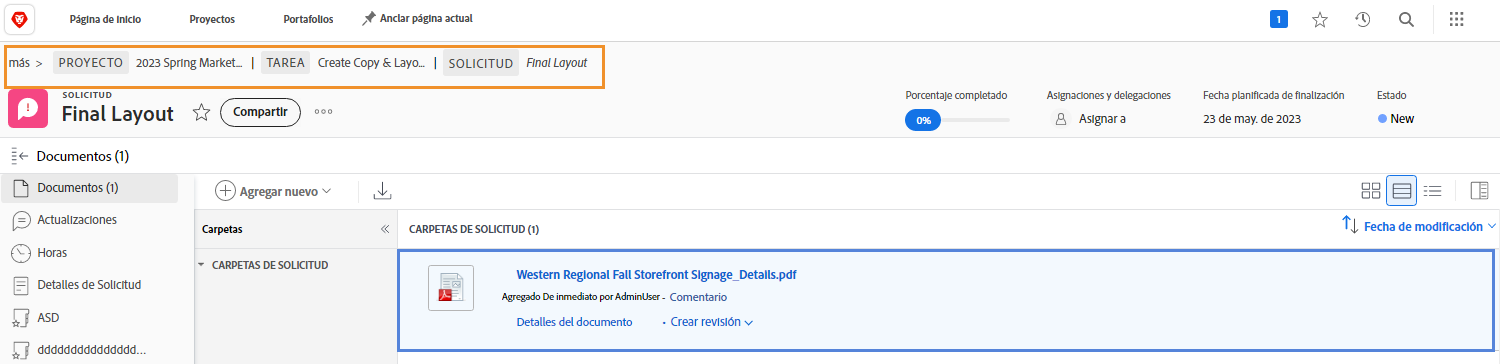 Página de inicio Proyectos Portafolios Anclar página actual 1
más > PROYECTO 2023 Spring Market... | TAREA Create Copy & Layo... | SOLICITUD Final Layout
SOLICITUD
Final Layout Compartir
Porcentaje completado Asignaciones y delegaciones Fecha planificada de finalización Estado
0% Asignar a 23 de may. de 2023 New
Documentos (1)
Documentos (1)
Actualizaciones
Horas
Detalles de Solicitud
ASD
ddddddddddddddd...
Agregar nuevo
Carpetas
CARPETAS DE SOLICITUD
CARPETAS DE SOLICITUD (1) Fecha de modificación
Western Regional Fall Storefront Signage_Details.pdf
Agregado De inmediato por AdminUser - Comentario
Detalles del documento • Crear revisión